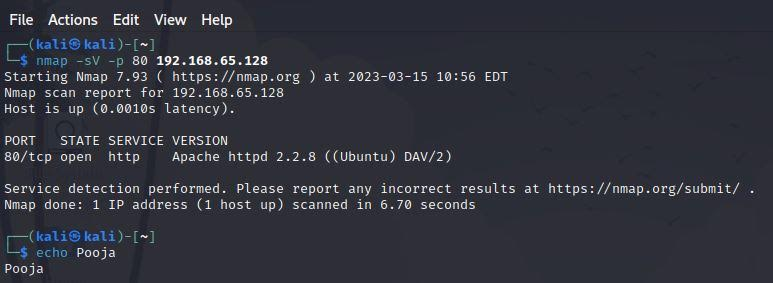 File Actions Edit View Help
┌──(kali㉿kali)-[~]
└─$ nmap -sV -p 80 192.168.65.128
Starting Nmap 7.93 ( https://nmap.org ) at 2023-03-15 10:56 EDT
Nmap scan report for 192.168.65.128
Host is up (0.0010s latency).
PORT   STATE SERVICE VERSION
80/tcp open  http    Apache httpd 2.2.8 ((Ubuntu) DAV/2)
Service detection performed. Please report any incorrect results at https://nmap.org/submit/ .
Nmap done: 1 IP address (1 host up) scanned in 6.70 seconds
┌──(kali㉿kali)-[~]
└─$ echo Pooja
Pooja